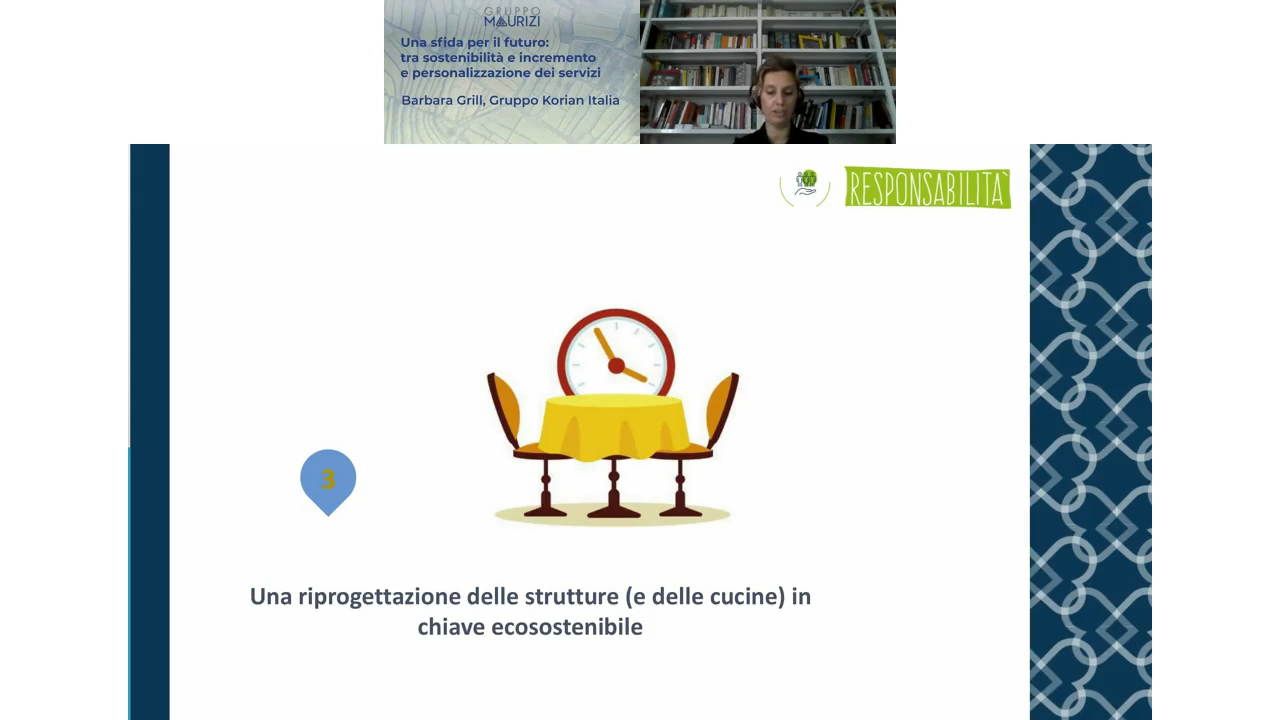 GRUPPO
MAURIZI
Una sfida per il futuro:
tra sostenibilità e incremento
e personalizzazione dei servizi
Barbara Grill, Gruppo Korian Italia
RESPONSABILITÀ
3
Una riprogettazione delle strutture (e delle cucine) in
chiave ecosostenibile